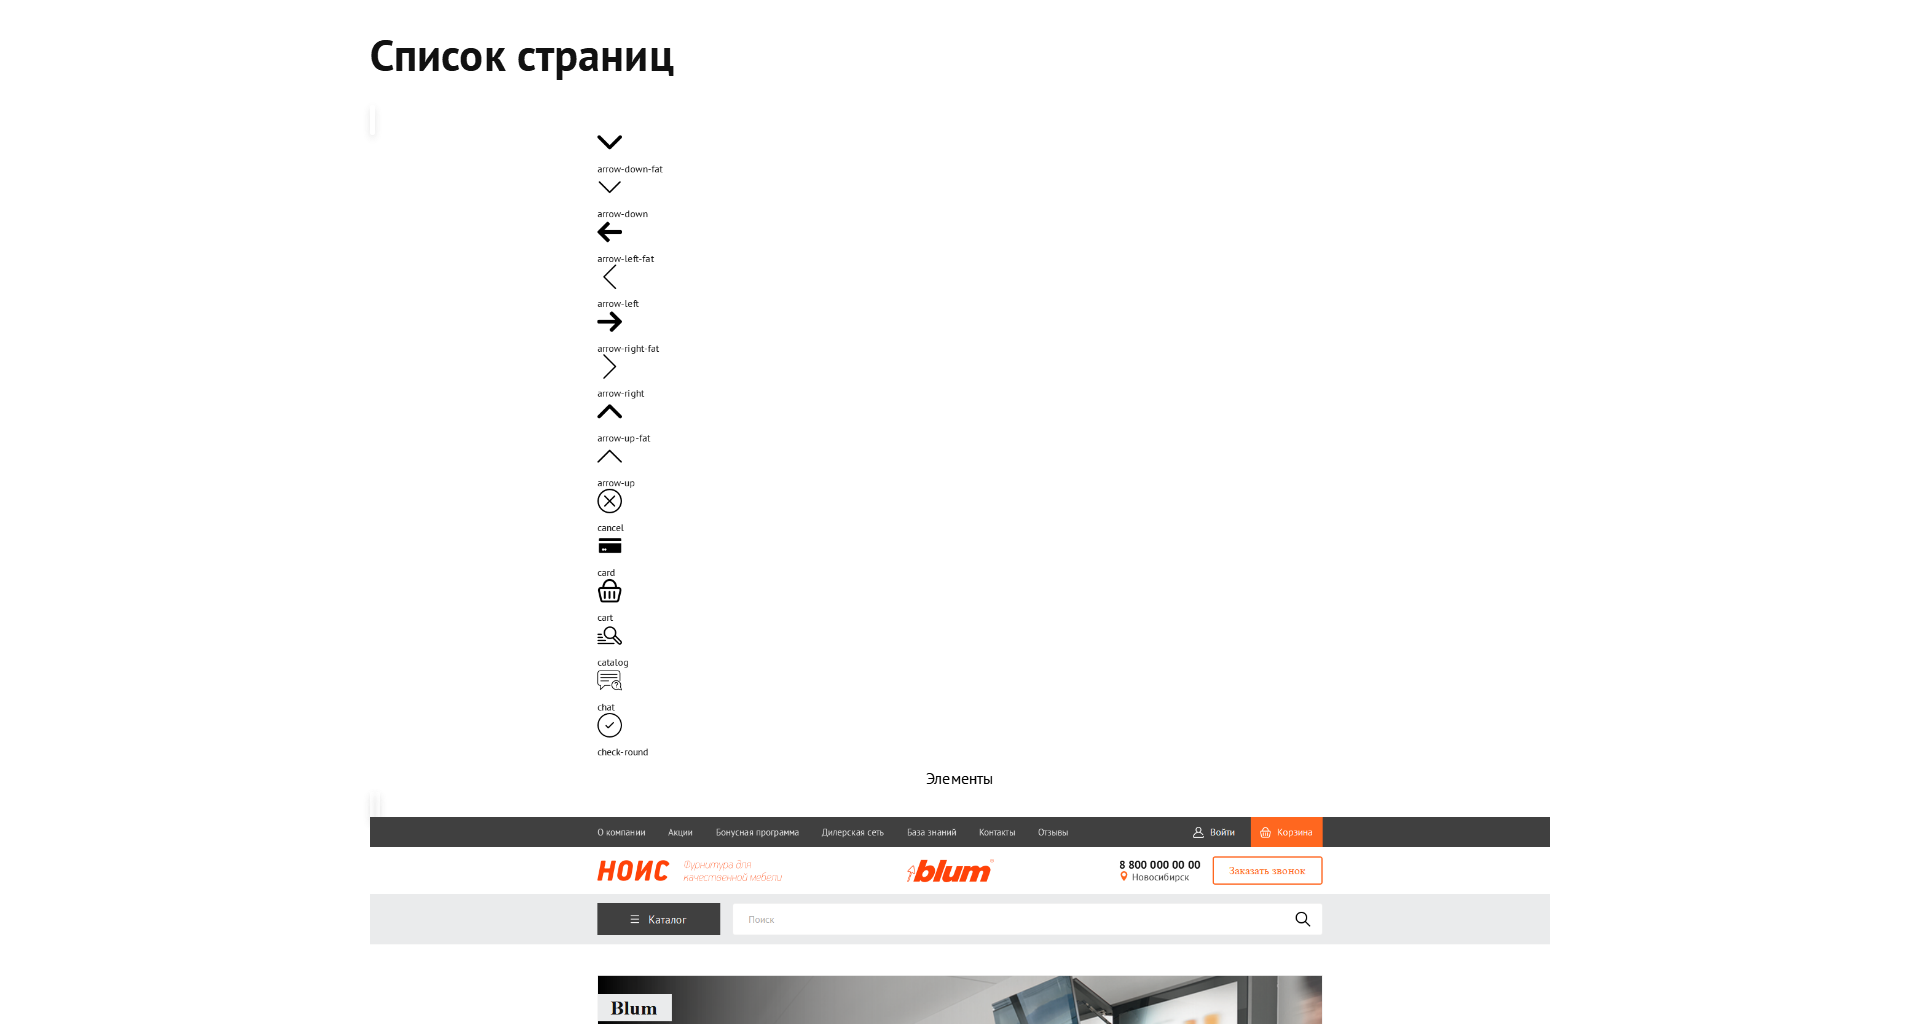 Список страниц
arrow-down-fat
arrow-down
arrow-left-fat
arrow-left
arrow-right-fat
arrow-right
arrow-up-fat
arrow-up
cancel
card
cart
catalog
chat
check-round
Элементы
О компании Акции Бонусная программа Дилерская сеть База знаний Контакты Отзывы Войти Корзина
НОИС Фурнитура для
качественной мебели
blum
8 800 000 00 00
Новосибирск
Заказать звонок
Каталог
Поиск
Blum